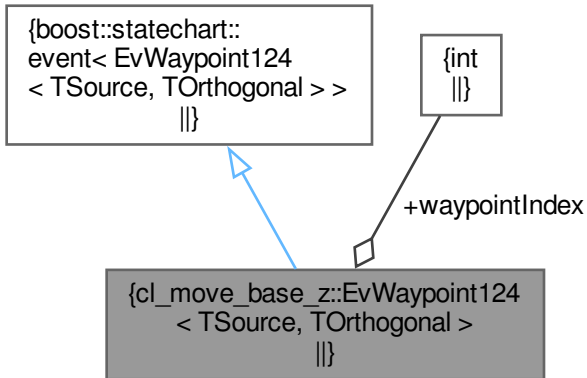 {boost::statechart::
event< EvWaypoint124
< TSource, TOrthogonal > >
||}
{int
||}
+waypointIndex
{cl_move_base_z::EvWaypoint124
< TSource, TOrthogonal >
||}